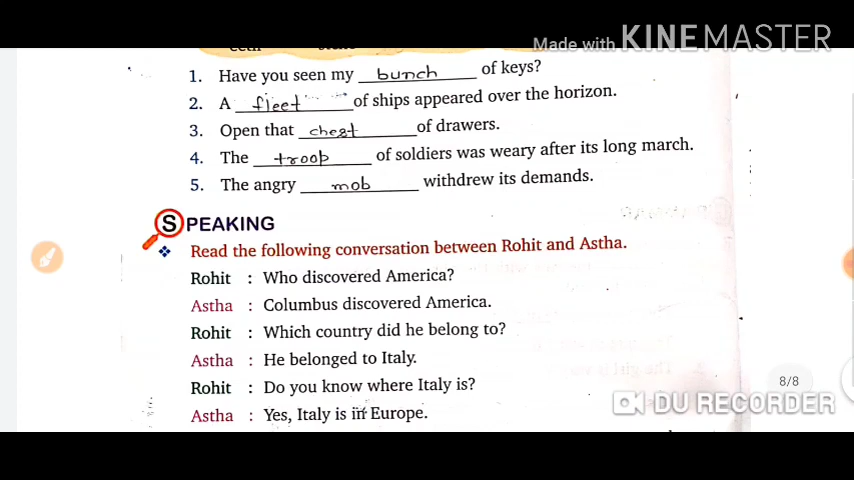 Made with KINEMASTER
1. Have you seen my bunch of keys?
2. A fleet of ships appeared over the horizon.
3. Open that chest of drawers.
4. The troop of soldiers was weary after its long march.
5. The angry mob withdrew its demands.
SPEAKING
❖ Read the following conversation between Rohit and Astha.
Rohit : Who discovered America?
Astha : Columbus discovered America.
Rohit : Which country did he belong to?
Astha : He belonged to Italy.
Rohit : Do you know where Italy is?
8/8
DU RECORDER
Astha : Yes, Italy is in Europe.